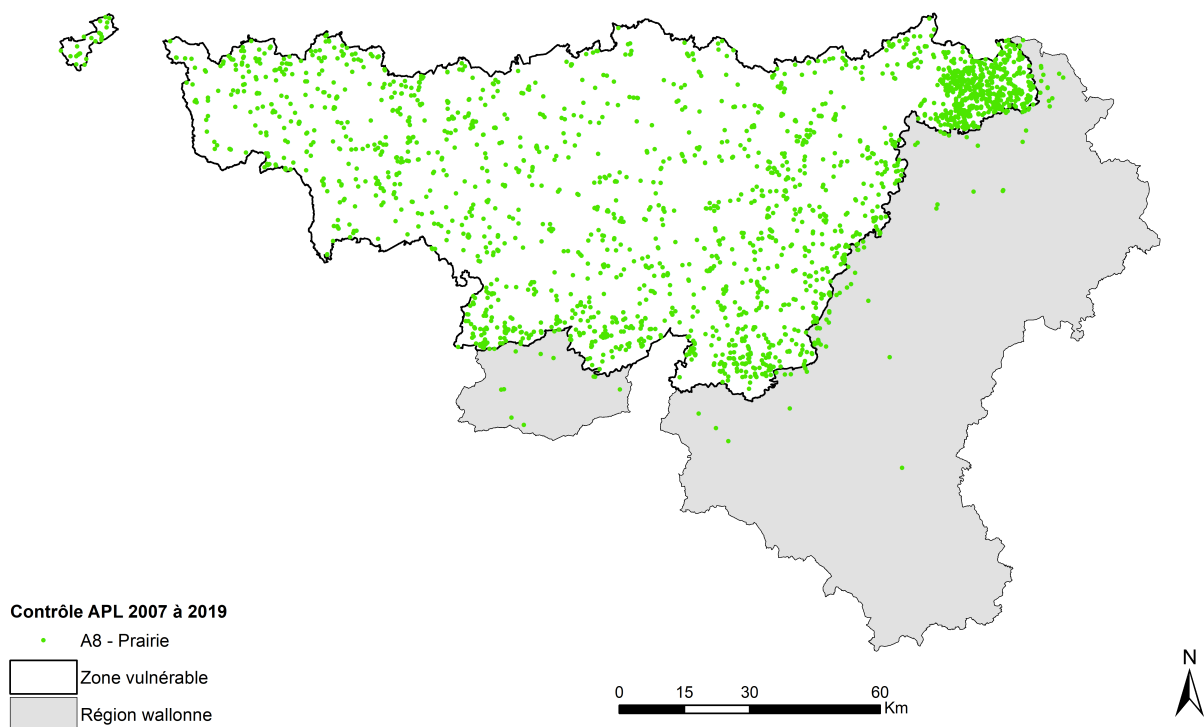 Contrôle APL 2007 à 2019
A8 - Prairie
Zone vulnérable
Région wallonne
0 15 30 60
Km
N